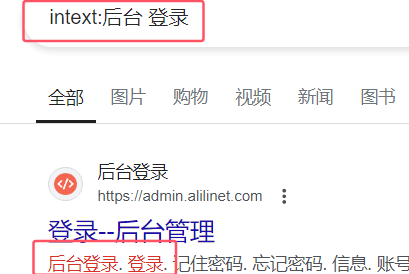 intext:后台 登录
全部 图片 购物 视频 新闻 图书
后台登录
https://admin.alilinet.com
登录--后台管理
后台登录. 登录. 记住密码. 忘记密码. 信息. 账号